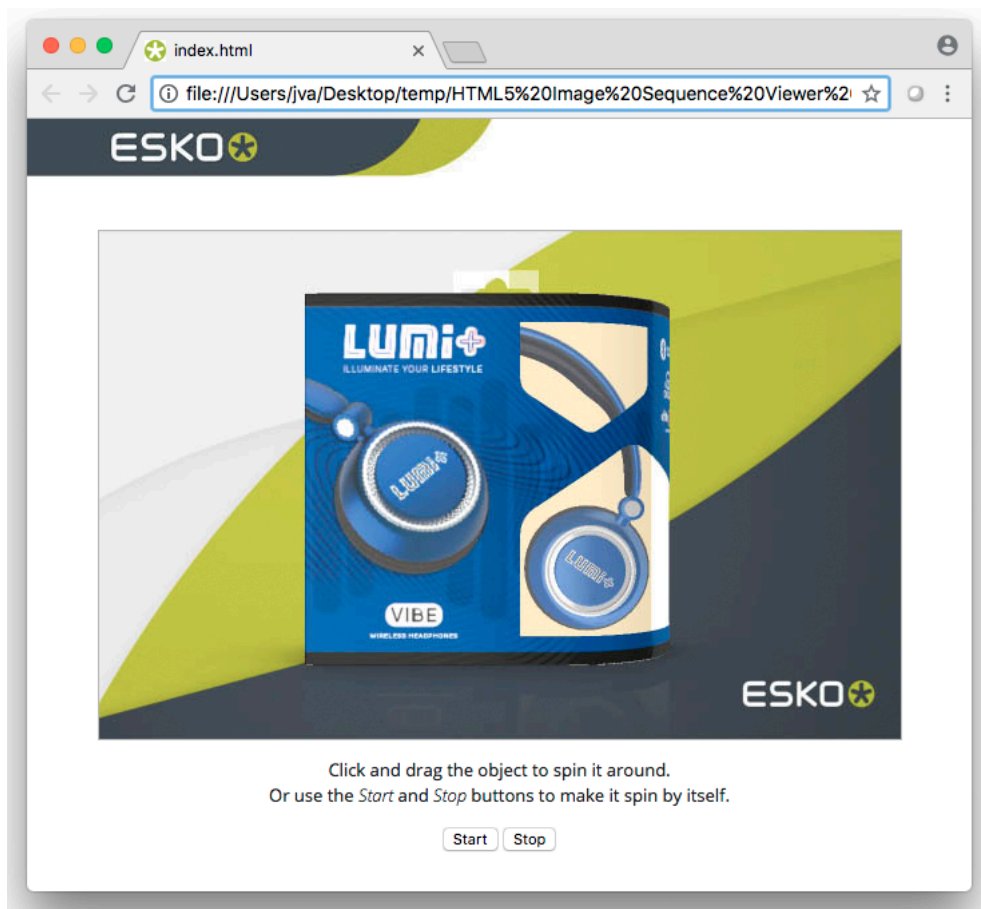 index.html
file:///Users/jva/Desktop/temp/HTML5%20Image%20Sequence%20Viewer%2
ESKO
LUMi+
ILLUMINATE YOUR LIFESTYLE
LUMi+
LUMi+
VIBE
WIRELESS HEADPHONES
ESKO
Click and drag the object to spin it around.
Or use the Start and Stop buttons to make it spin by itself.
Start Stop